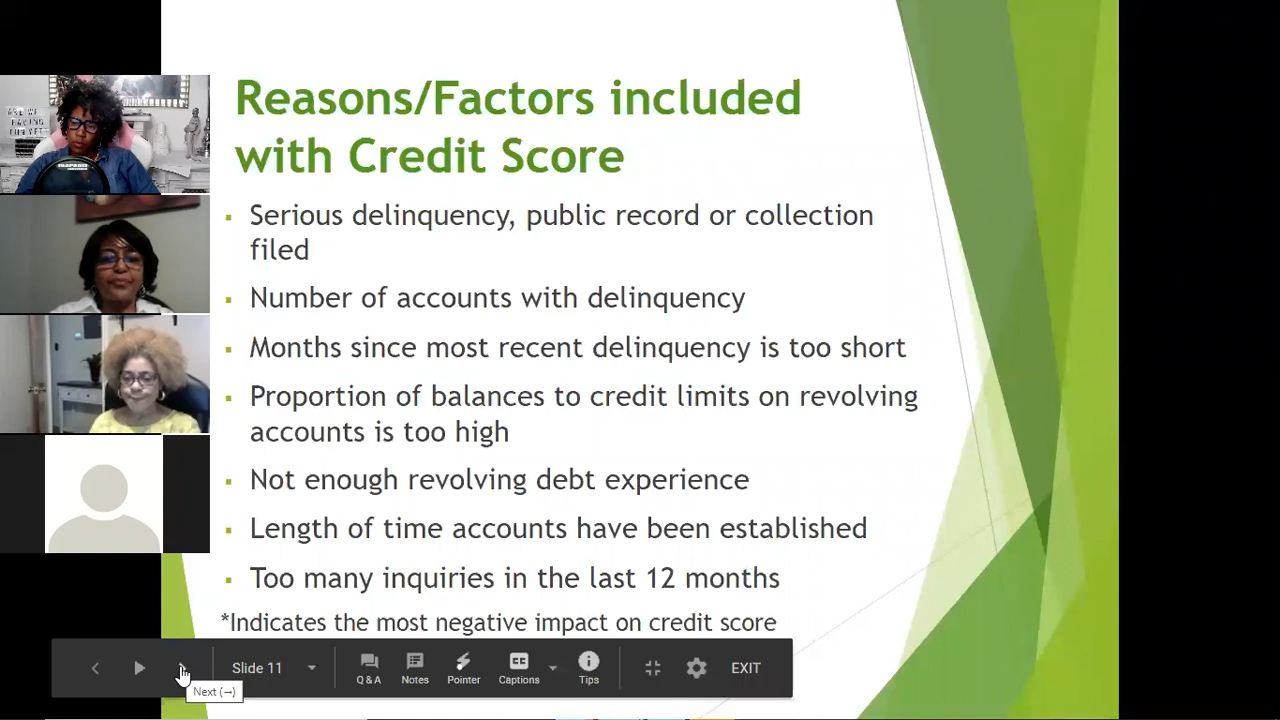 Reasons/Factors included
with Credit Score
Serious delinquency, public record or collection
filed
Number of accounts with delinquency
Months since most recent delinquency is too short
Proportion of balances to credit limits on revolving
accounts is too high
Not enough revolving debt experience
Length of time accounts have been established
Too many inquiries in the last 12 months
*Indicates the most negative impact on credit score
Slide 11
Q & A
Notes
Pointer
CC
Captions
Tips
EXIT
Next (→)